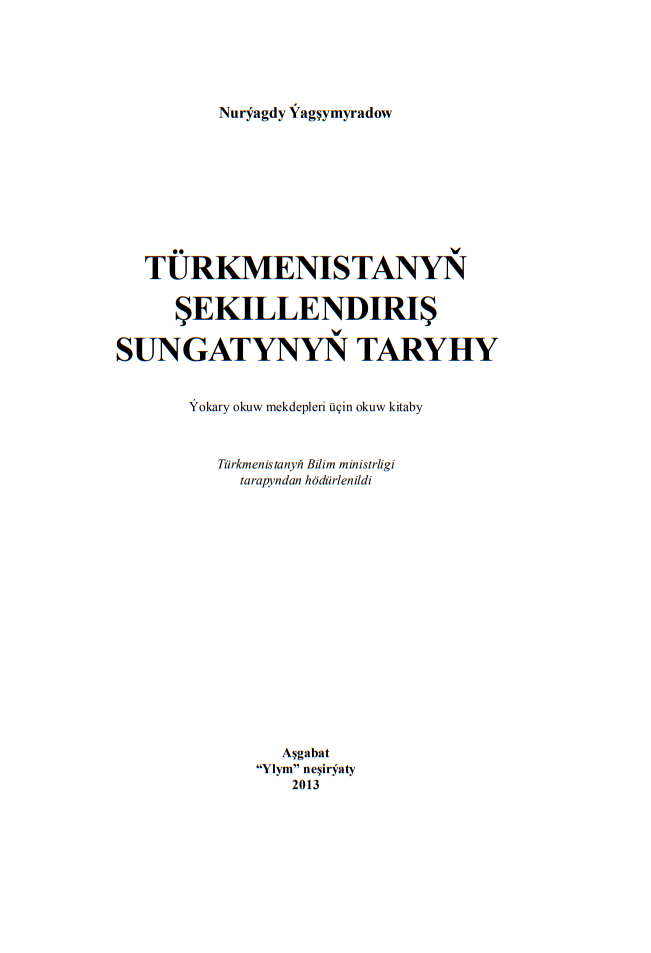 Nurýagdy Ýagşymyradow
TÜRKMENISTANYŇ
ŞEKILLENDIRIŞ
SUNGATYNYŇ TARYHY
Ýokary okuw mekdepleri üçin okuw kitaby
Türkmenistanyň Bilim ministrligi
tarapyndan hödürlenildi
Aşgabat
“Ylym” neşirýaty
2013